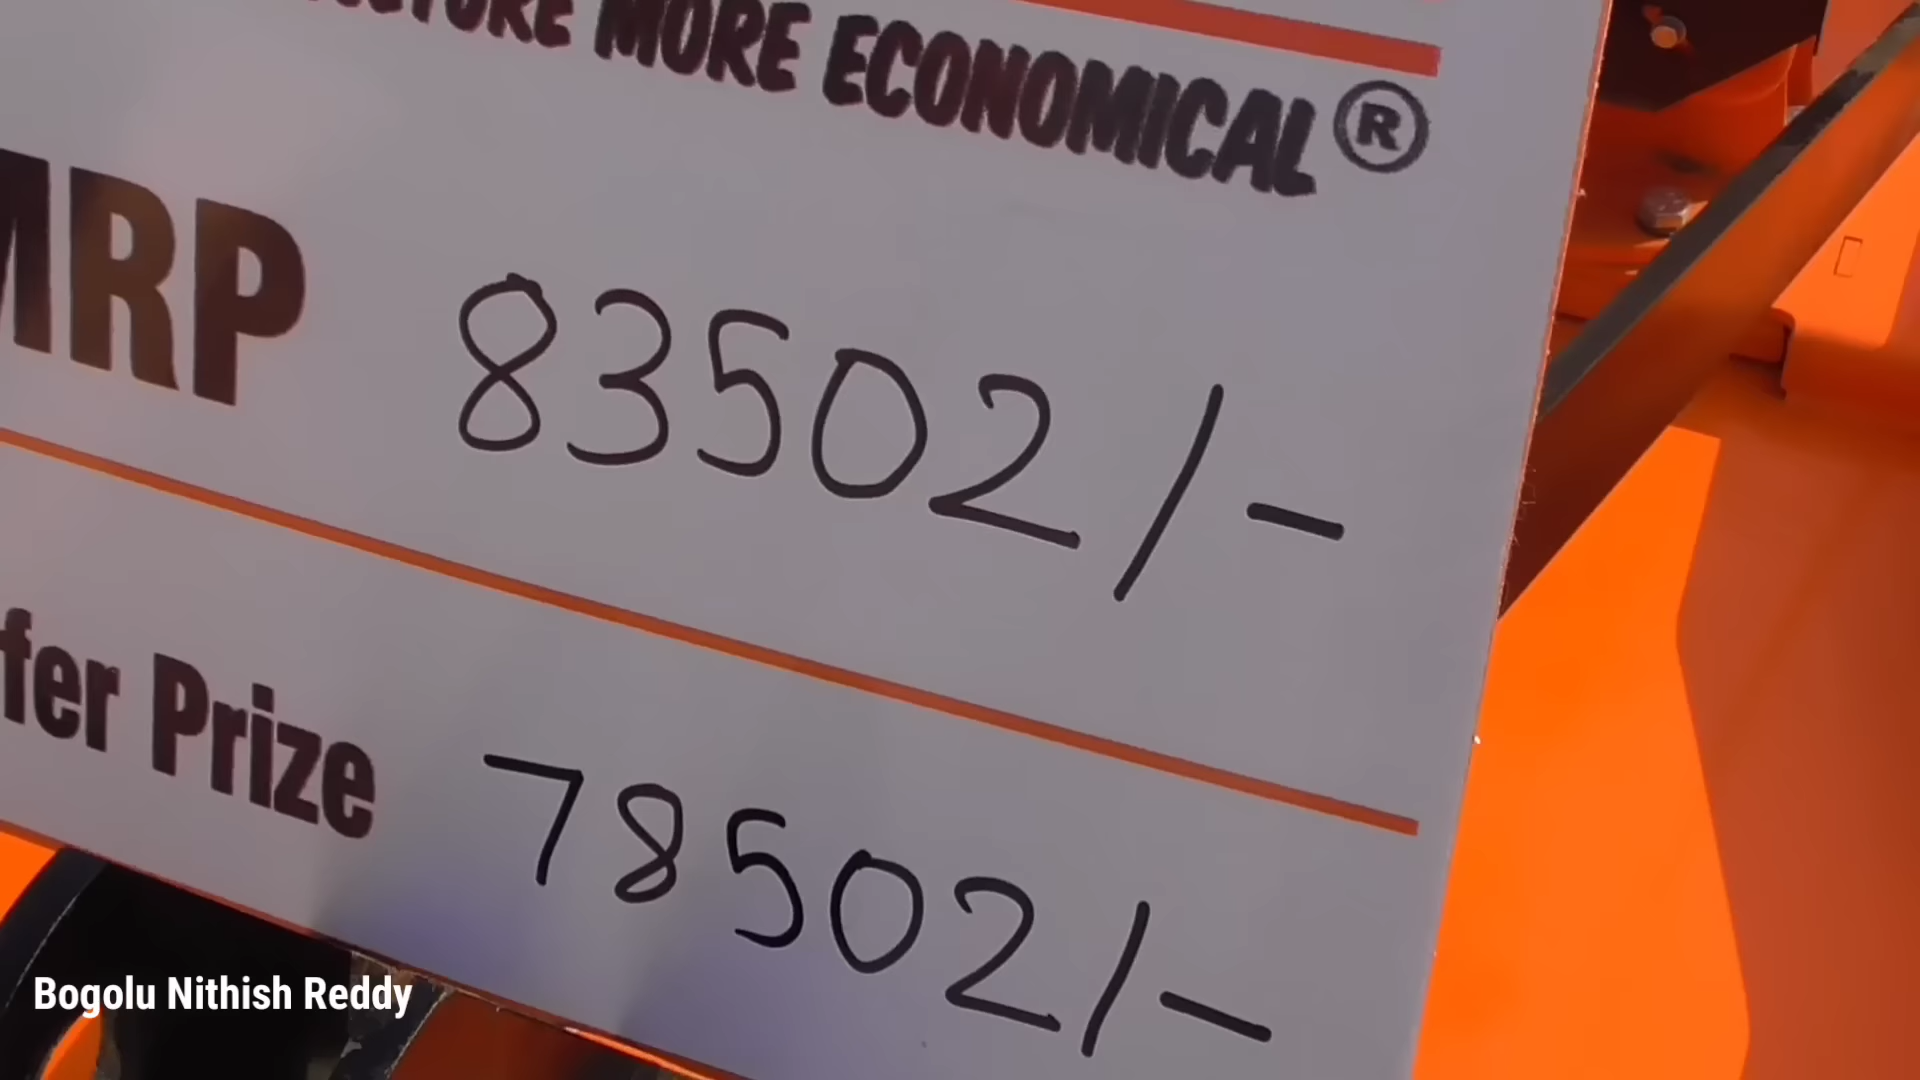 MORE ECONOMICAL®
MRP 83502/-
fer Prize 78502/-
Bogolu Nithish Reddy